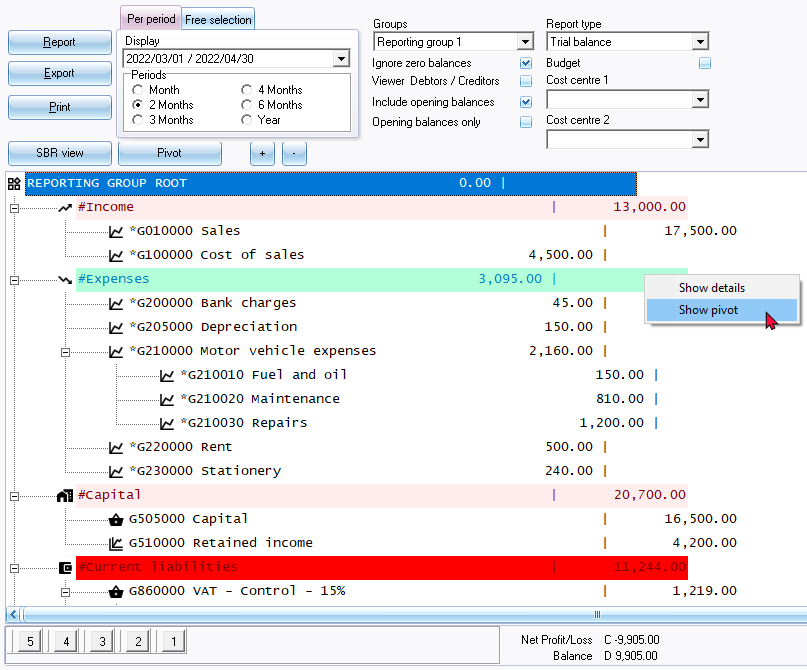 Per period Free selection
Report
Export
Print
Display
2022/03/01 / 2022/04/30
Periods
Month 4 Months
2 Months 6 Months
3 Months Year
Groups
Reporting group 1
Ignore zero balances
Viewer Debtors / Creditors
Include opening balances
Opening balances only
Report type
Trial balance
Budget
Cost centre 1
Cost centre 2
SBR view Pivot + -
REPORTING GROUP ROOT 0.00 |
#Income | 13,000.00
*G010000 Sales | 17,500.00
*G100000 Cost of sales 4,500.00 |
#Expenses 3,095.00 |
*G200000 Bank charges 45.00 |
*G205000 Depreciation 150.00 |
*G210000 Motor vehicle expenses 2,160.00 |
*G210010 Fuel and oil 150.00 |
*G210020 Maintenance 810.00 |
*G210030 Repairs 1,200.00 |
*G220000 Rent 500.00 |
*G230000 Stationery 240.00 |
#Capital | 20,700.00
G505000 Capital | 16,500.00
G510000 Retained income | 4,200.00
#Current liabilities | 11,244.00
G860000 VAT - Control - 15% | 1,219.00
Show details
Show pivot
5 4 3 2 1
Net Profit/Loss C -9,905.00
Balance D 9,905.00